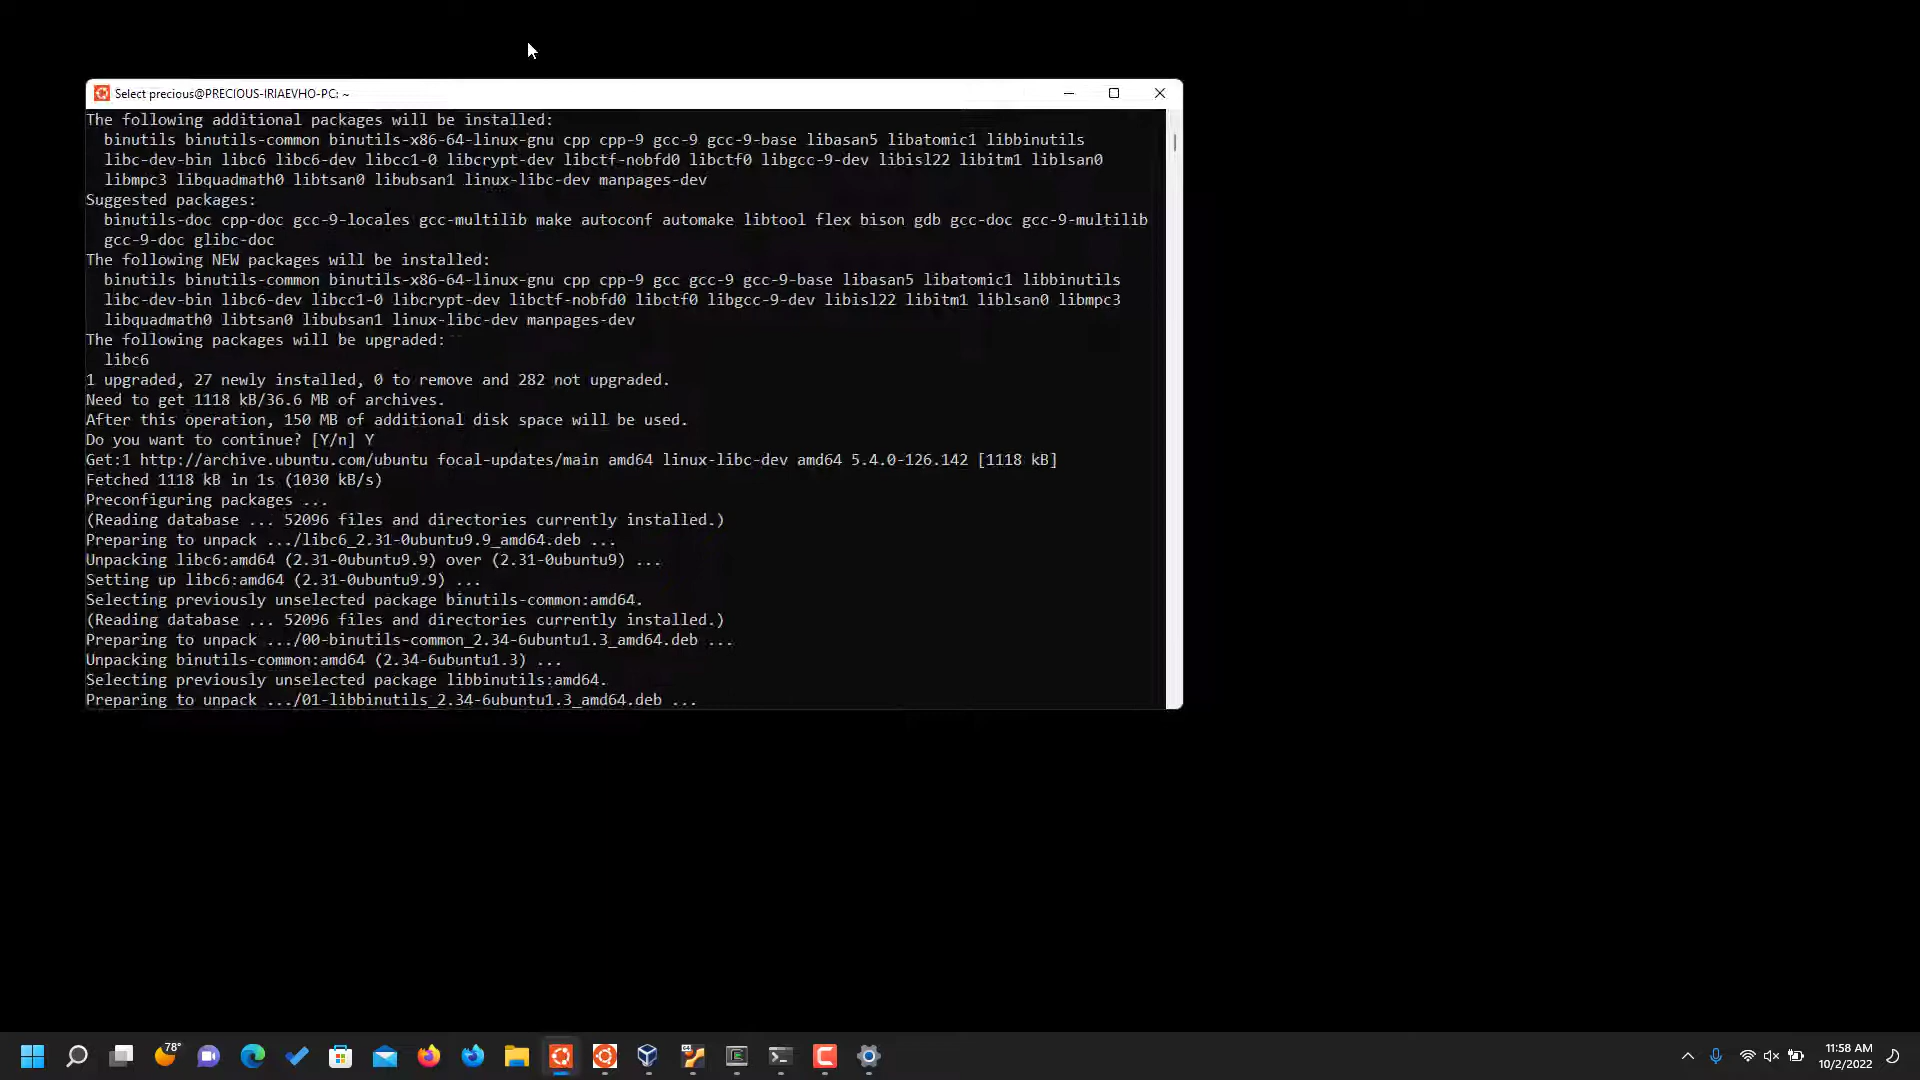 Select precious@PRECIOUS-IRIAEVHO-PC: ~
The following additional packages will be installed:
binutils binutils-common binutils-x86-64-linux-gnu cpp cpp-9 gcc-9 gcc-9-base libasan5 libatomic1 libbinutils
libc-dev-bin libc6 libc6-dev libcc1-0 libcrypt-dev libctf-nobfd0 libctf0 libgcc-9-dev libisl22 libitm1 liblsan0
libmpc3 libquadmath0 libtsan0 libubsan1 linux-libc-dev manpages-dev
Suggested packages:
binutils-doc cpp-doc gcc-9-locales gcc-multilib make autoconf automake libtool flex bison gdb gcc-doc gcc-9-multilib
gcc-9-doc glibc-doc
The following NEW packages will be installed:
binutils binutils-common binutils-x86-64-linux-gnu cpp cpp-9 gcc gcc-9 gcc-9-base libasan5 libatomic1 libbinutils
libc-dev-bin libc6-dev libcc1-0 libcrypt-dev libctf-nobfd0 libctf0 libgcc-9-dev libisl22 libitm1 liblsan0 libmpc3
libquadmath0 libtsan0 libubsan1 linux-libc-dev manpages-dev
The following packages will be upgraded:
libc6
1 upgraded, 27 newly installed, 0 to remove and 282 not upgraded.
Need to get 1118 kB/36.6 MB of archives.
After this operation, 150 MB of additional disk space will be used.
Do you want to continue? [Y/n] Y
Get:1 http://archive.ubuntu.com/ubuntu focal-updates/main amd64 linux-libc-dev amd64 5.4.0-126.142 [1118 kB]
Fetched 1118 kB in 1s (1030 kB/s)
Preconfiguring packages ...
(Reading database ... 52096 files and directories currently installed.)
Preparing to unpack .../libc6_2.31-0ubuntu9.9_amd64.deb ...
Unpacking libc6:amd64 (2.31-0ubuntu9.9) over (2.31-0ubuntu9) ...
Setting up libc6:amd64 (2.31-0ubuntu9.9) ...
Selecting previously unselected package binutils-common:amd64.
(Reading database ... 52096 files and directories currently installed.)
Preparing to unpack .../00-binutils-common_2.34-6ubuntu1.3_amd64.deb ...
Unpacking binutils-common:amd64 (2.34-6ubuntu1.3) ...
Selecting previously unselected package libbinutils:amd64.
Preparing to unpack .../01-libbinutils_2.34-6ubuntu1.3_amd64.deb ...
78°
11:58 AM
10/2/2022